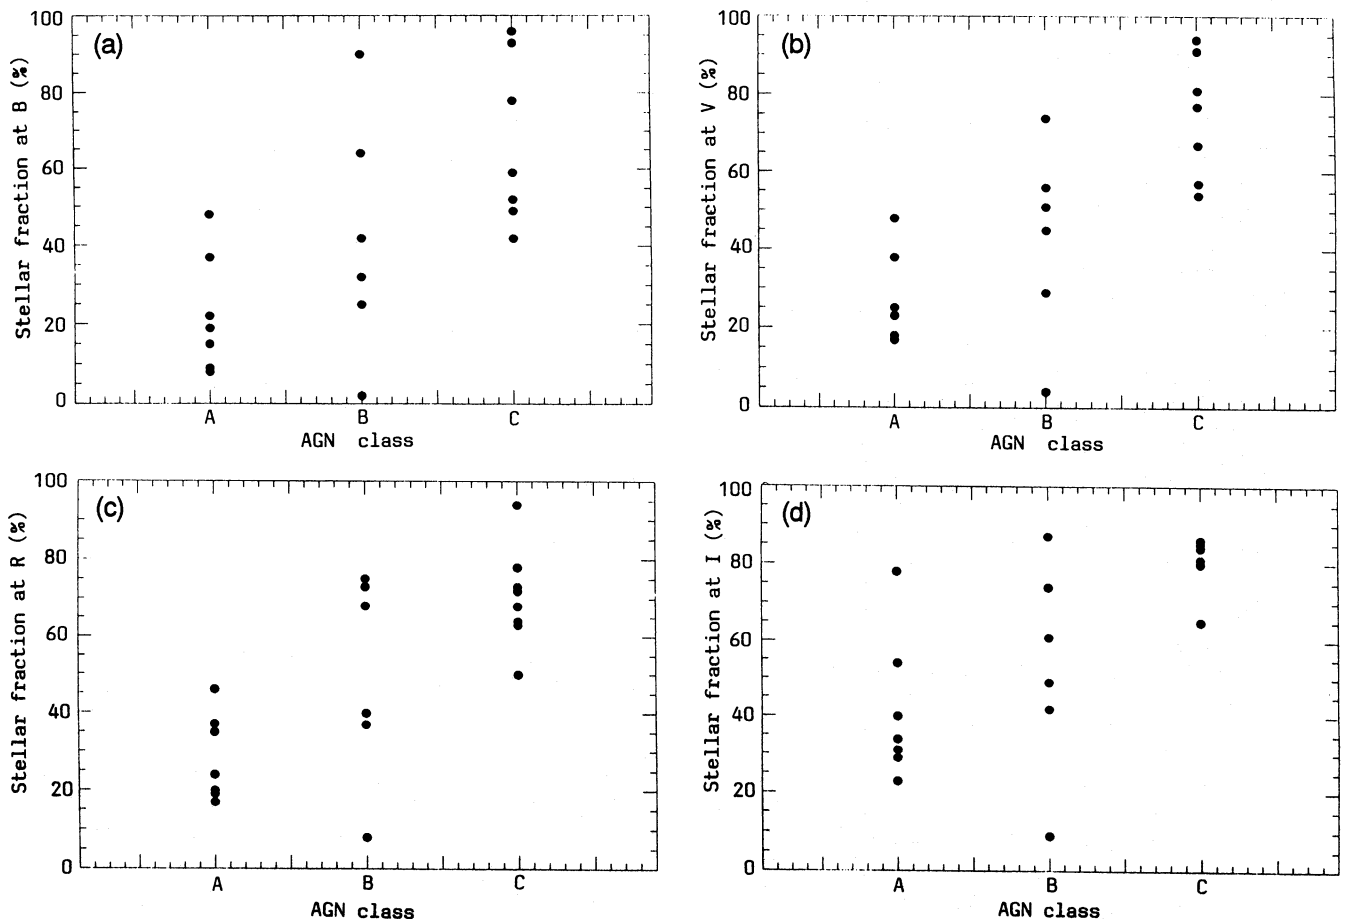 (a)
Stellar fraction at B (%)
100
80
60
40
20
0
A B C
AGN class
(b)
Stellar fraction at V (%)
100
80
60
40
20
0
A B C
AGN class
(c)
Stellar fraction at R (%)
100
80
60
40
20
0
A B C
AGN class
(d)
Stellar fraction at I (%)
100
80
60
40
20
0
A B C
AGN class